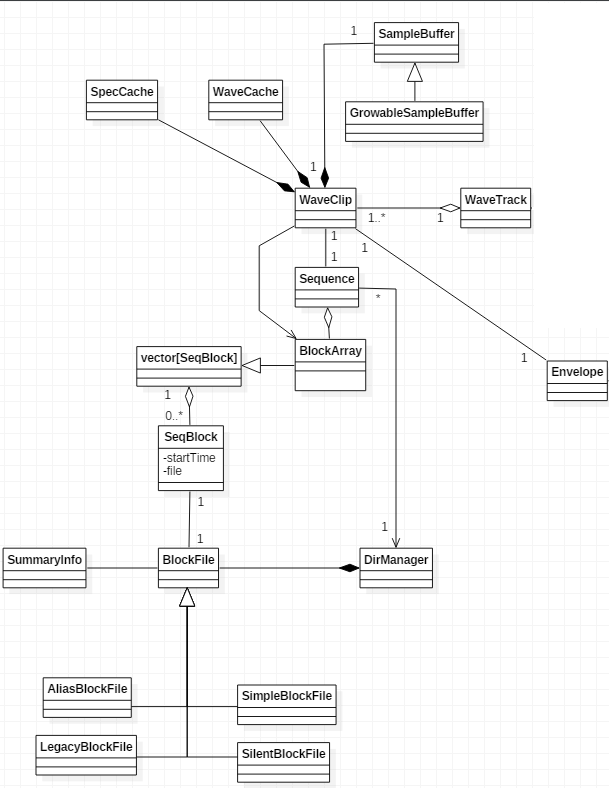 SampleBuffer
1
SpecCache
WaveCache
GrowableSampleBuffer
1
WaveClip
WaveTrack
1..*
1
1
1
1
Sequence
*
BlockArray
vector[SeqBlock]
1
Envelope
1
0..*
SeqBlock
-startTime
-file
1
1
1
SummaryInfo
BlockFile
DirManager
AliasBlockFile
SimpleBlockFile
LegacyBlockFile
SilentBlockFile